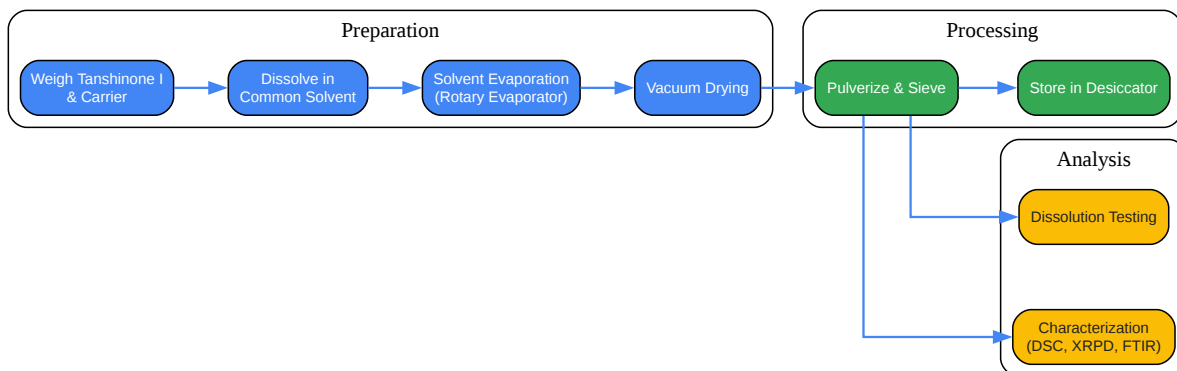 Preparation
Weigh Tanshinone I
& Carrier
Dissolve in
Common Solvent
Solvent Evaporation
(Rotary Evaporator)
Vacuum Drying
Processing
Pulverize & Sieve
Store in Desiccator
Analysis
Dissolution Testing
Characterization
(DSC, XRPD, FTIR)